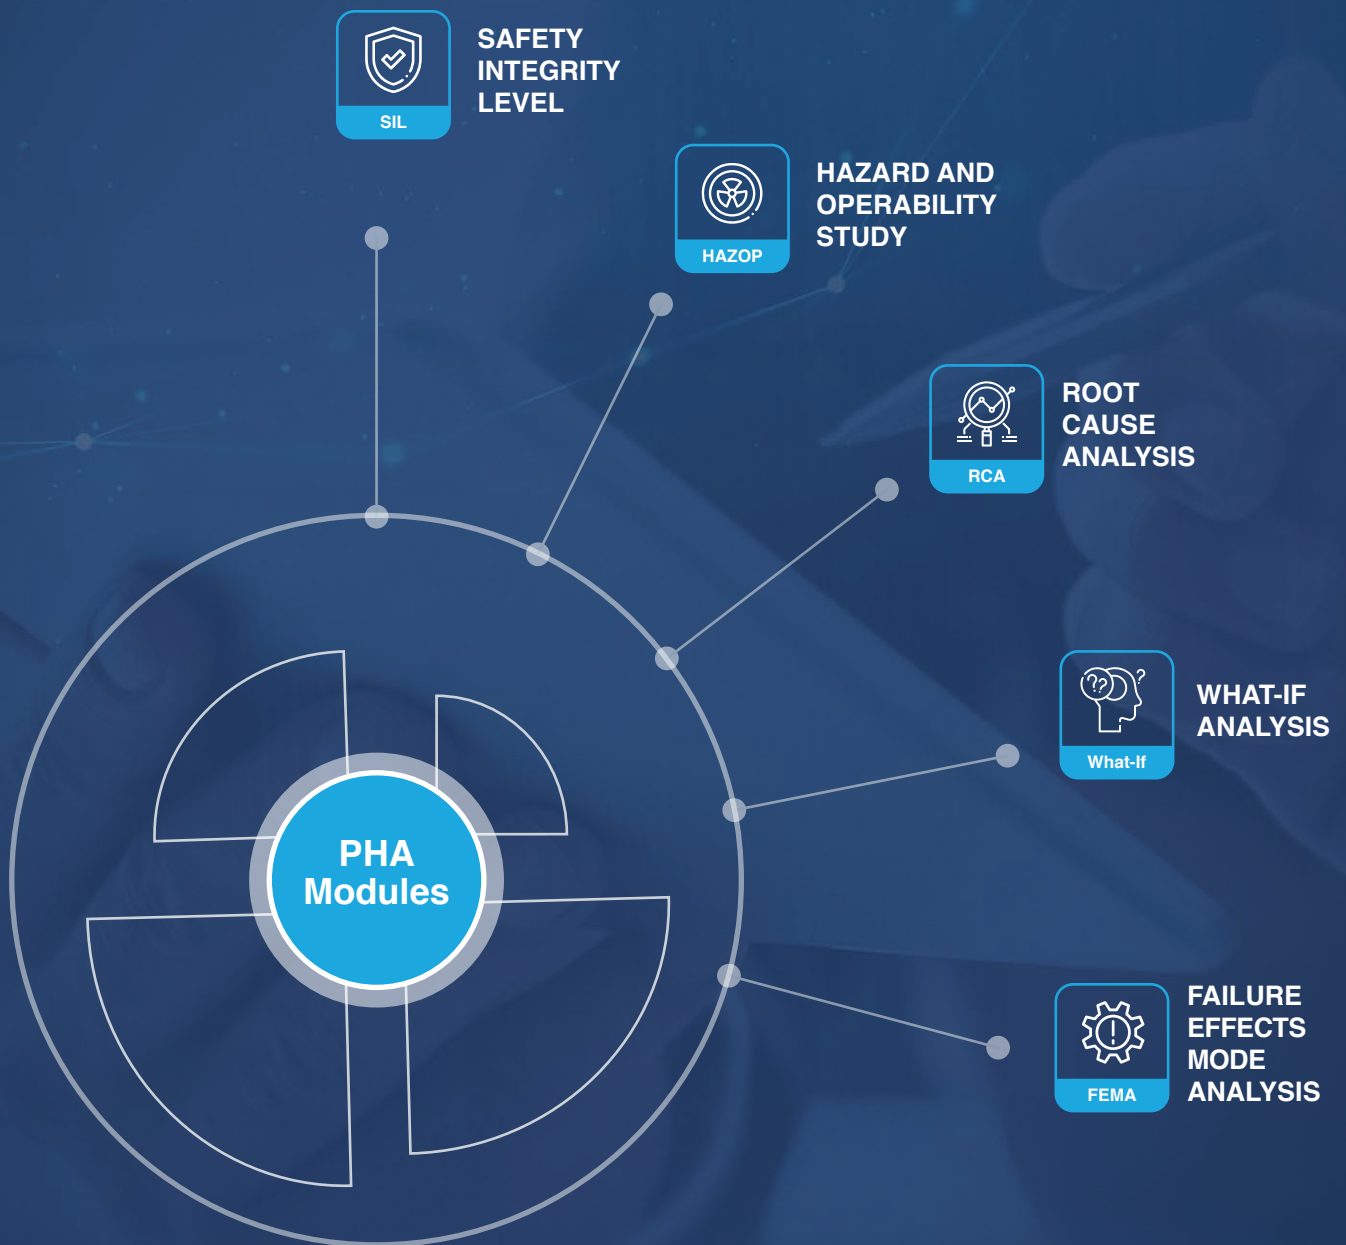 SIL
SAFETY
INTEGRITY
LEVEL
HAZOP
HAZARD AND
OPERABILITY
STUDY
RCA
ROOT
CAUSE
ANALYSIS
What-If
WHAT-IF
ANALYSIS
PHA
Modules
FEMA
FAILURE
EFFECTS
MODE
ANALYSIS